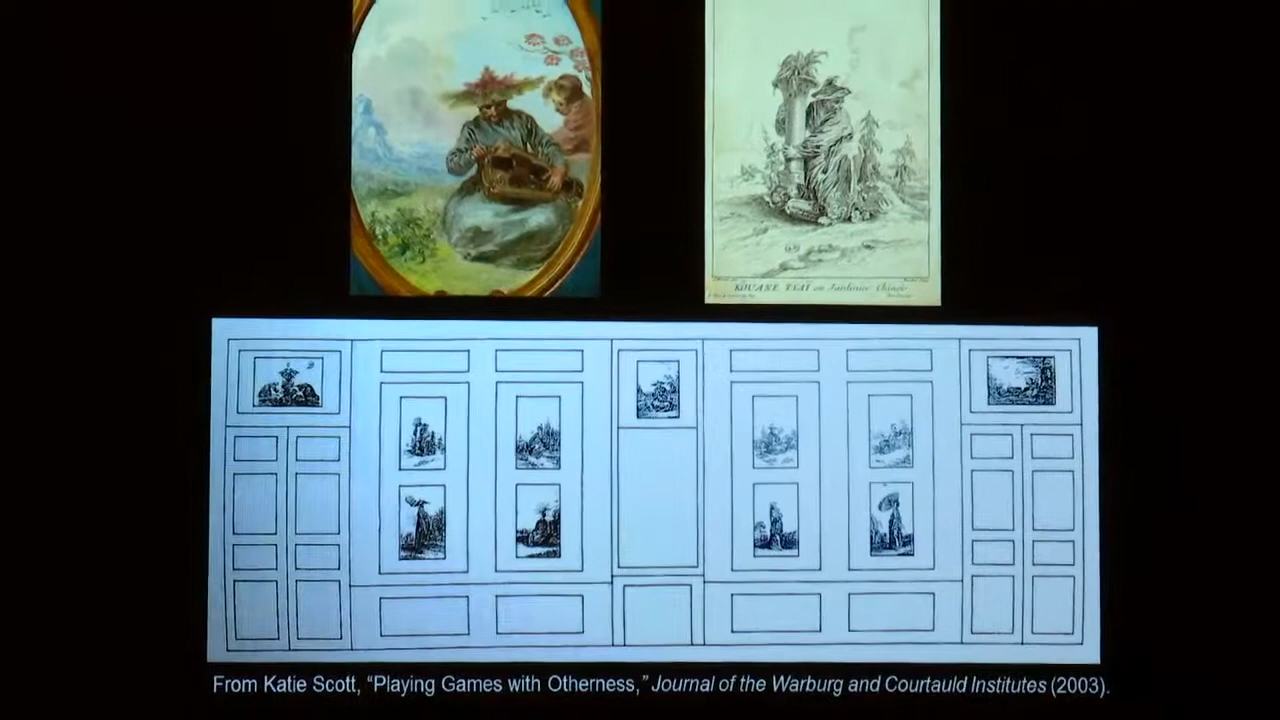 KOUANE TSAI ou Jardinier Chinois
From Katie Scott, “Playing Games with Otherness,” Journal of the Warburg and Courtauld Institutes (2003).